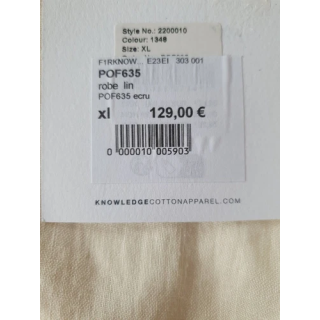 Style No.: 2200010
Colour: 1348
Size: XL
F1RKNOW... E23EI 303 001
POF635
robe lin
POF635 ecru
xl 129,00 €
0 000010 005903
KNOWLEDGECOTTONAPPAREL.COM